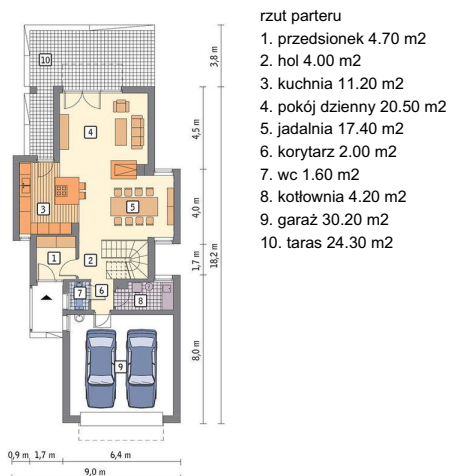 rzut parteru
1. przedsionek 4.70 m2
2. hol 4.00 m2
3. kuchnia 11.20 m2
4. pokój dzienny 20.50 m2
5. jadalnia 17.40 m2
6. korytarz 2.00 m2
7. wc 1.60 m2
8. kotłownia 4.20 m2
9. garaż 30.20 m2
10. taras 24.30 m2
10
3,8 m
4
4,5 m
3
5
4,0 m
1
2
1,7 m
18,2 m
7
6
8
9
8,0 m
0,9 m
1,7 m
6,4 m
9,0 m